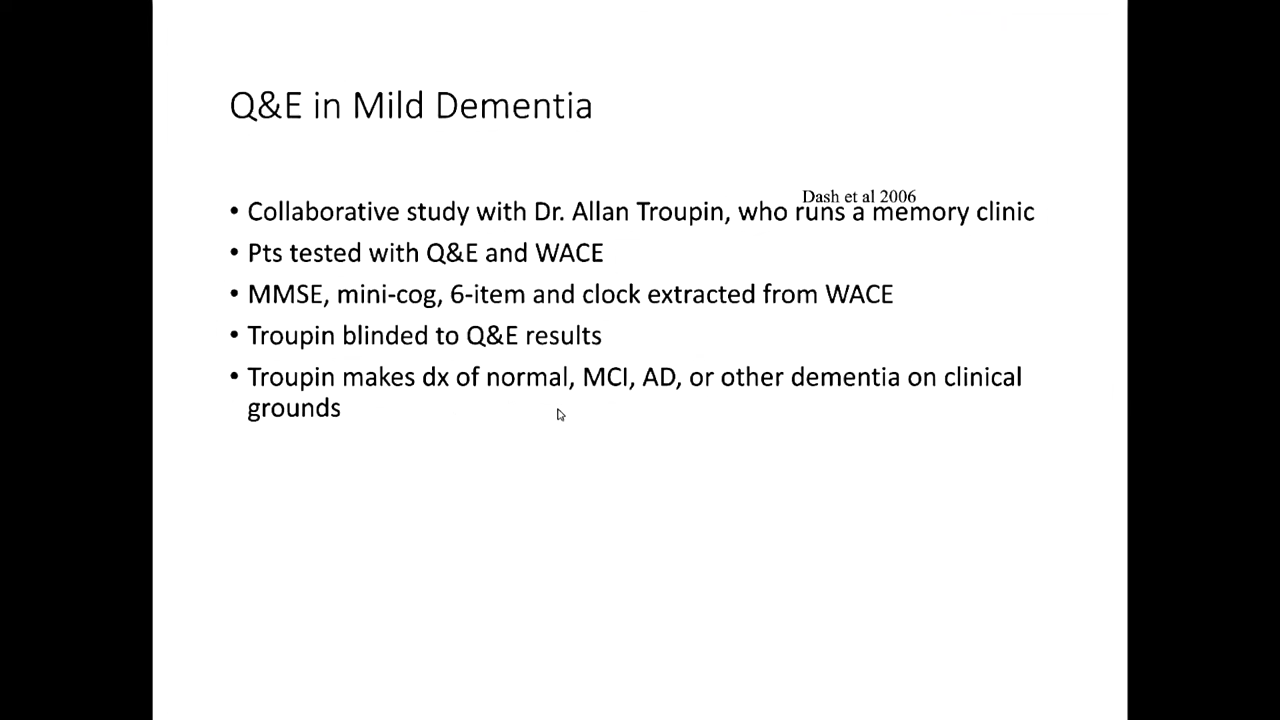 Q&E in Mild Dementia
Dash et al 2006
• Collaborative study with Dr. Allan Troupin, who runs a memory clinic
• Pts tested with Q&E and WACE
• MMSE, mini-cog, 6-item and clock extracted from WACE
• Troupin blinded to Q&E results
• Troupin makes dx of normal, MCI, AD, or other dementia on clinical
grounds